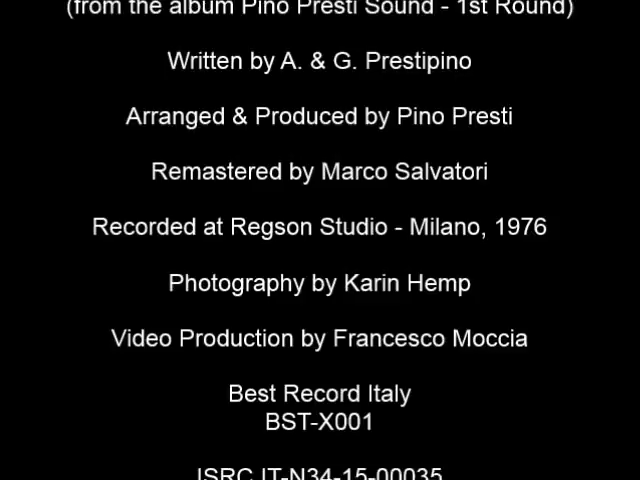 (from the album Pino Presti Sound - 1st Round)
Written by A. & G. Prestipino
Arranged & Produced by Pino Presti
Remastered by Marco Salvatori
Recorded at Regson Studio - Milano, 1976
Photography by Karin Hemp
Video Production by Francesco Moccia
Best Record Italy
BST-X001
ISRC IT-N34-15-00035